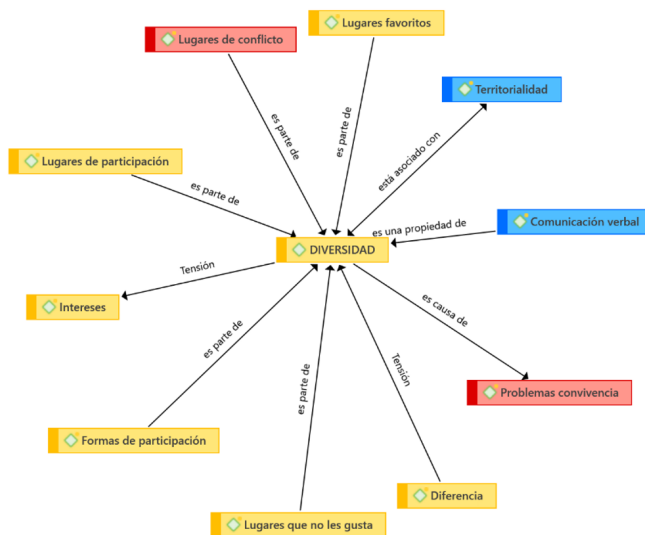 Lugares favoritos
Lugares de conflicto
Territorialidad
es parte de
es parte de
está asociado con
Lugares de participación
es parte de
Comunicación verbal
es una propiedad de
DIVERSIDAD
Tensión
Intereses
es causa de
es parte de
es parte de
Tensión
Problemas convivencia
Formas de participación
Diferencia
Lugares que no les gusta